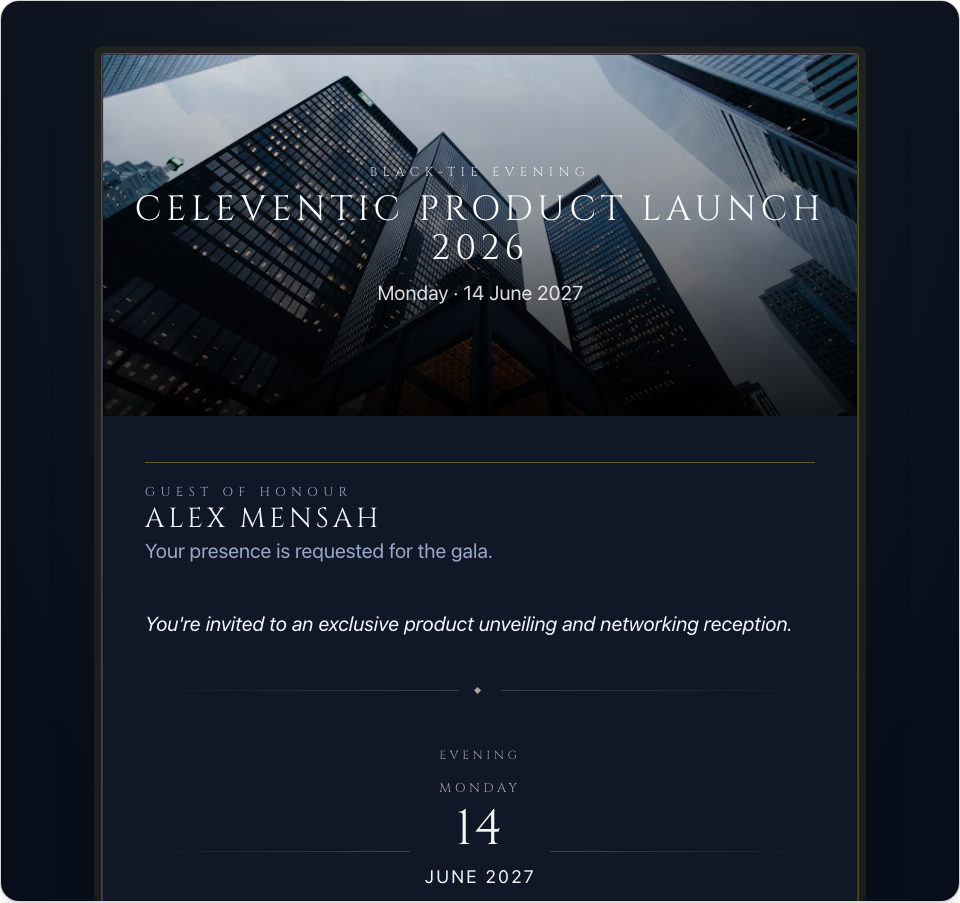 BLACK-TIE EVENING
CELEVENTIC PRODUCT LAUNCH
2026
Monday · 14 June 2027
GUEST OF HONOUR
ALEX MENSAH
Your presence is requested for the gala.
You're invited to an exclusive product unveiling and networking reception.
EVENING
MONDAY
14
JUNE 2027